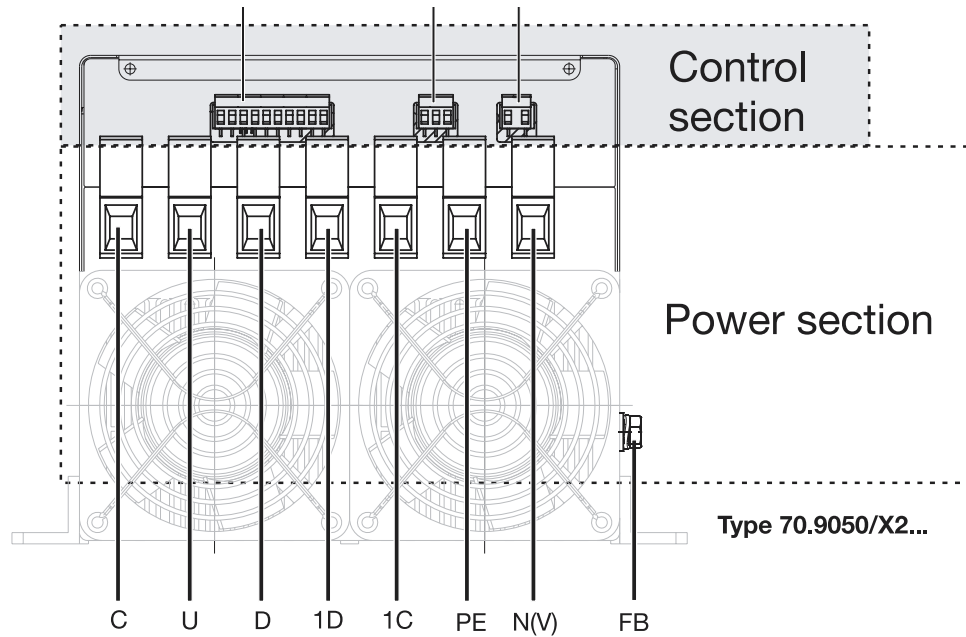 Control
section
Power section
Type 70.9050/X2...
C U D 1D 1C PE N(V) FB